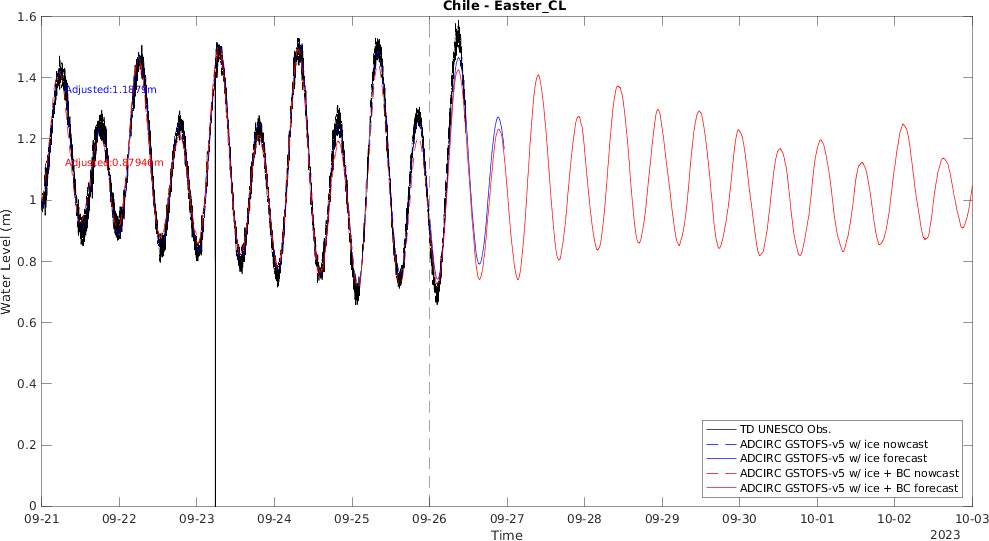 Chile - Easter_CL
1.6
1.4
1.2
1
0.8
0.6
0.4
0.2
0
Water Level (m)
Adjusted:1.1879m
Adjusted:0.87946m
TD UNESCO Obs.
ADCIRC GSTOFS-v5 w/ ice nowcast
ADCIRC GSTOFS-v5 w/ ice forecast
ADCIRC GSTOFS-v5 w/ ice + BC nowcast
ADCIRC GSTOFS-v5 w/ ice + BC forecast
09-21 09-22 09-23 09-24 09-25 09-26 09-27 09-28 09-29 09-30 10-01 10-02 10-03
Time
2023